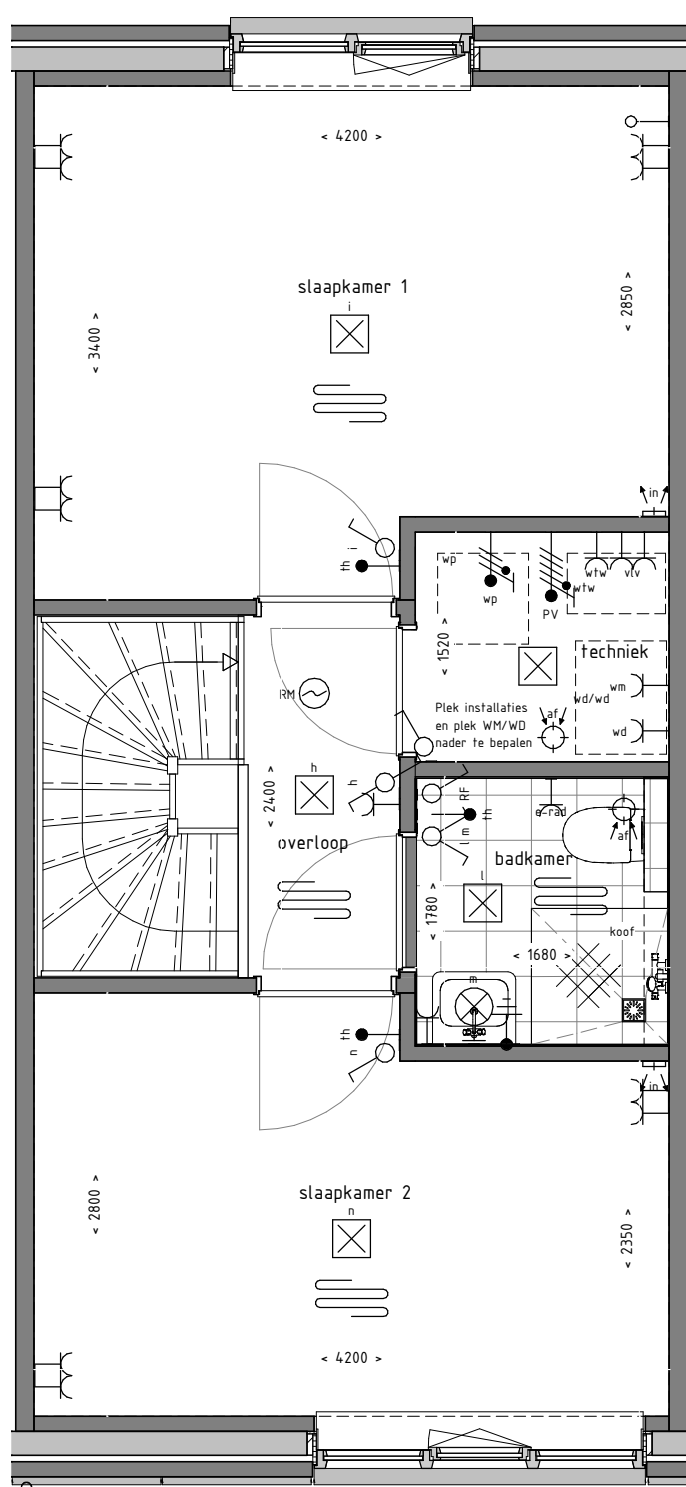 < 4200 >
slaapkamer 1
i
< 2850 >
< 3400 >
in
i
th
wp
wp
PV
wtw
vlv
wtw
< 1520 >
techniek
wm
wd/wd
Plek installaties
af
en plek WM/WD
wd
nader te bepalen
RM
h
h
< 2400 >
overloop
RF
th
l m
e-rad
af
badkamer
l
< 1780 >
koof
< 1680 >
m
th
n
in
< 2800 >
slaapkamer 2
n
< 2350 >
< 4200 >